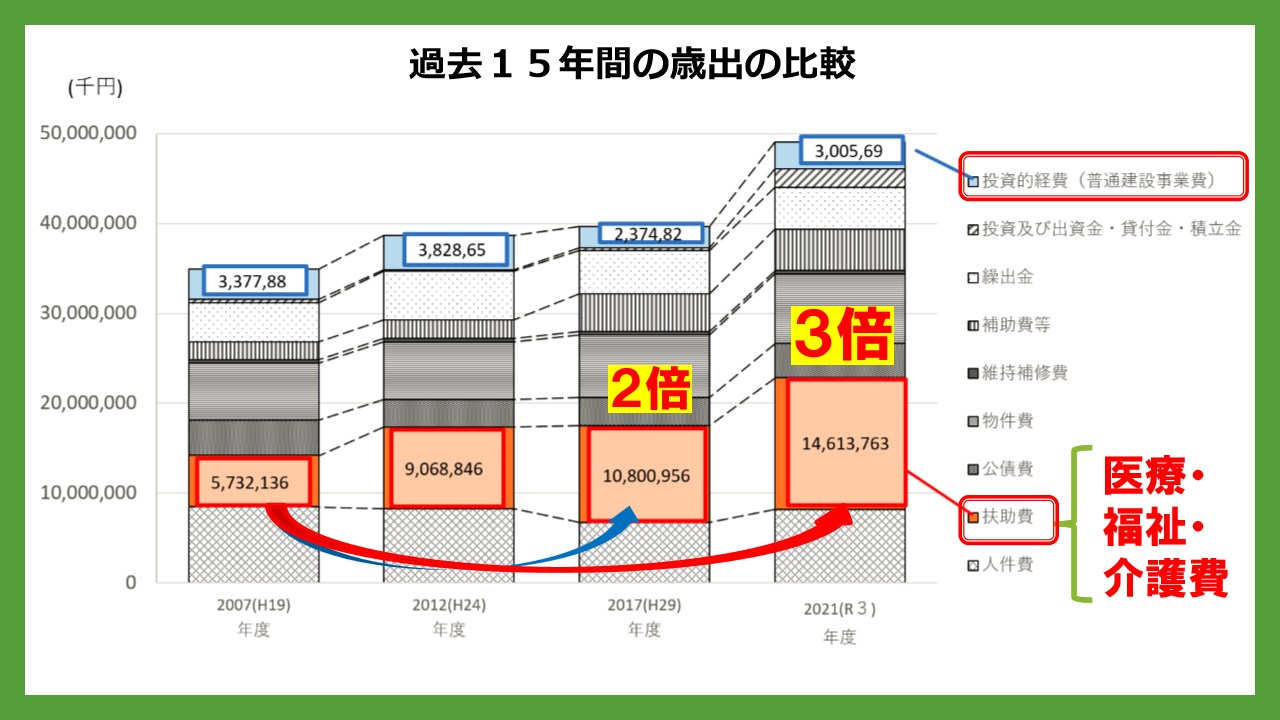 過去１５年間の歳出の比較
(千円)
50,000,000
40,000,000
30,000,000
20,000,000
10,000,000
0
3,377,88
5,732,136
3,828,65
9,068,846
2,374,82
2倍
10,800,956
3,005,69
3倍
14,613,763
2007(H19)
年度
2012(H24)
年度
2017(H29)
年度
2021(R３)
年度
投資的経費（普通建設事業費）
投資及び出資金・貸付金・積立金
繰出金
補助費等
維持補修費
物件費
公債費
扶助費
人件費
医療・
福祉・
介護費